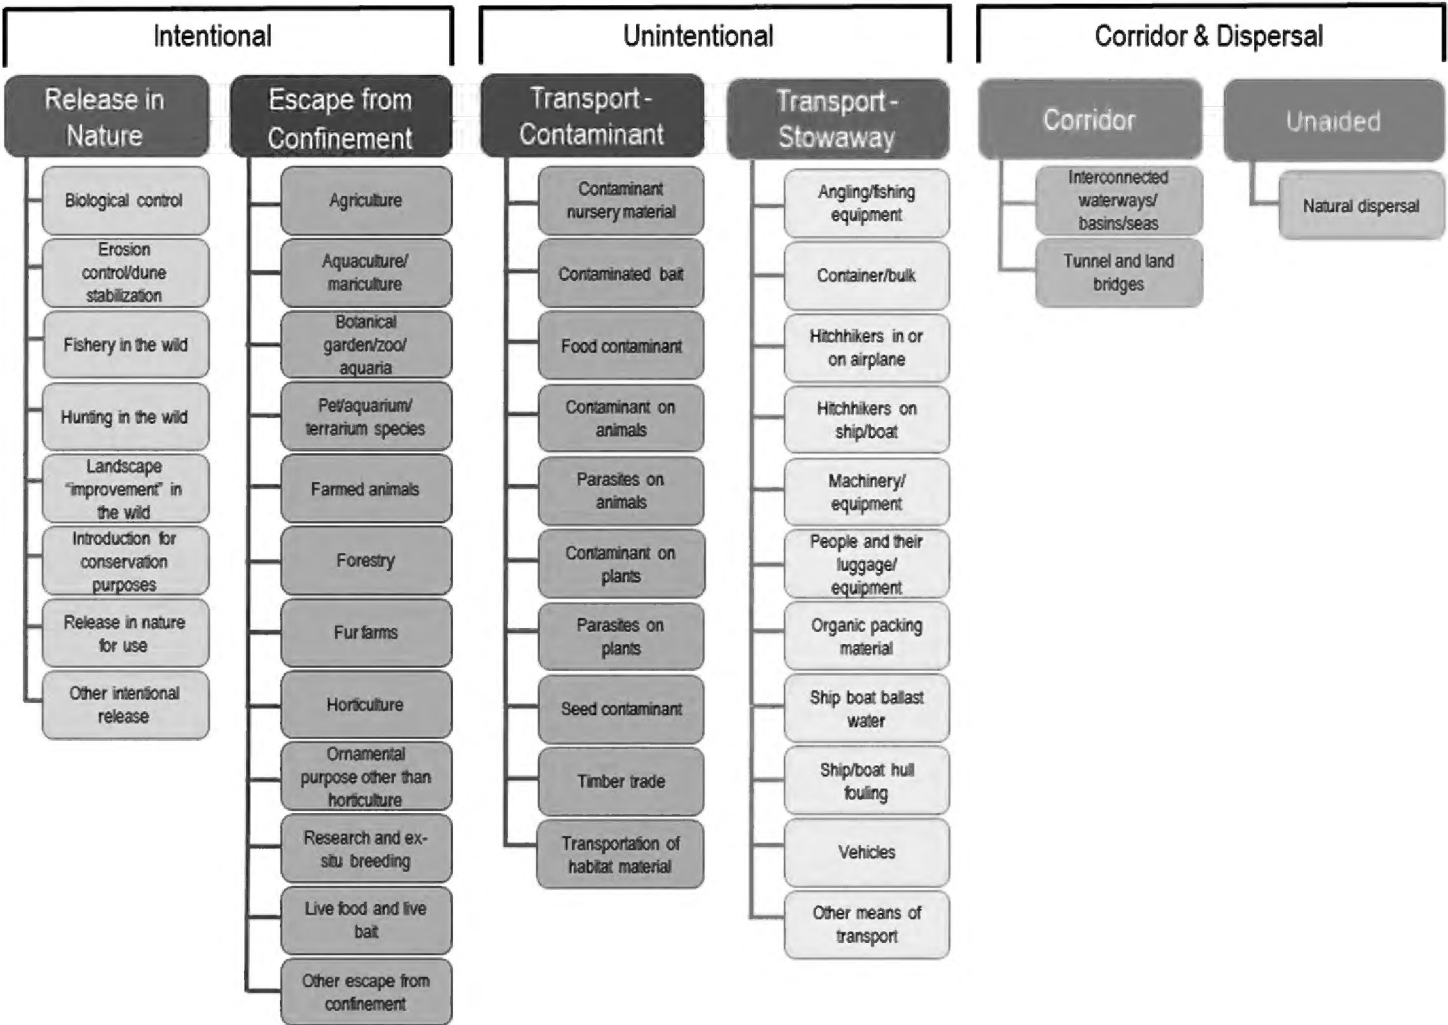 Intentional
Unintentional
Corridor & Dispersal
Release in
Nature
Biological control
Erosion
control/dune
stabilization
Fishery in the wild
Hunting in the wild
Landscape
"improvement" in
the wild
Introduction for
conservation
purposes
Release in nature
for use
Other intentional
release
Escape from
Confinement
Agriculture
Aquaculture/
mariculture
Botanical
garden/zoo/
aquaria
Pet/aquarium/
terrarium species
Farmed animals
Forestry
Fur farms
Horticulture
Ornamental
purpose other than
horticulture
Research and ex-
situ breeding
Live food and live
bait
Other escape from
confinement
Transport -
Contaminant
Contaminant
nursery material
Contaminated bait
Food contaminant
Contaminant on
animals
Parasites on
animals
Contaminant on
plants
Parasites on
plants
Seed contaminant
Timber trade
Transportation of
habitat material
Transport -
Stowaway
Angling/fishing
equipment
Container/bulk
Hitchhikers in or
on airplane
Hitchhikers on
ship/boat
Machinery/
equipment
People and their
luggage/
equipment
Organic packing
material
Ship boat ballast
water
Ship/boat hull
fouling
Vehicles
Other means of
transport
Corridor
Interconnected
waterways/
basins/seas
Tunnel and land
bridges
Unaided
Natural dispersal